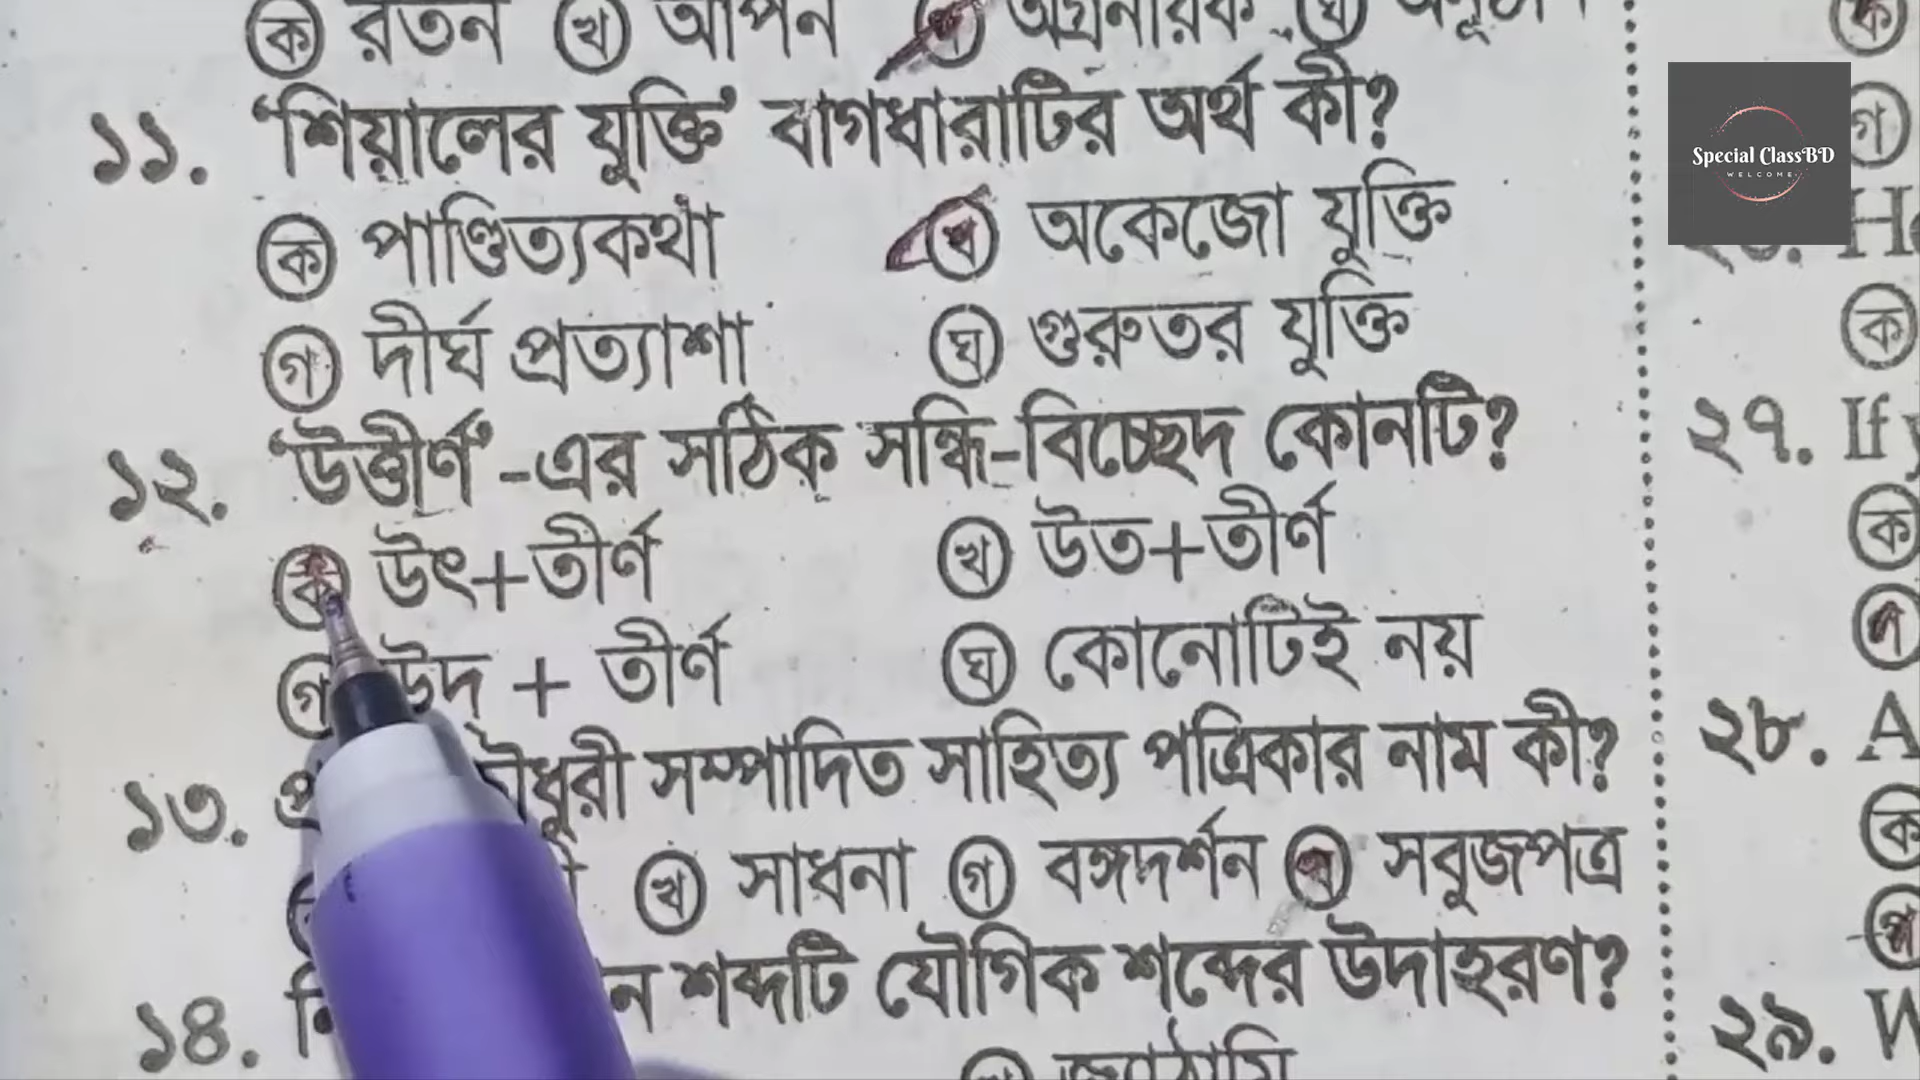 ক রতন খ আপন
১১. 'শিয়ালের যুক্তি' বাগধারাটির অর্থ কী?
ক পাণ্ডিত্যকথা খ অকেজো যুক্তি
গ দীর্ঘ প্রত্যাশা ঘ গুরুতর যুক্তি
১২. 'উত্তীর্ণ' -এর সঠিক সন্ধি-বিচ্ছেদ কোনটি?
ক উৎ+তীর্ণ খ উত+তীর্ণ
গ উদ + তীর্ণ ঘ কোনোটিই নয়
১৩. চৌধুরী সম্পাদিত সাহিত্য পত্রিকার নাম কী?
খ সাধনা গ বঙ্গদর্শন ঘ সবুজপত্র
১৪. শব্দটি যৌগিক শব্দের উদাহরণ?
Special ClassBD
WELCOME
ক
গ
ক
২৭. If
ক
গ
২৮. A
ক
২৯. W